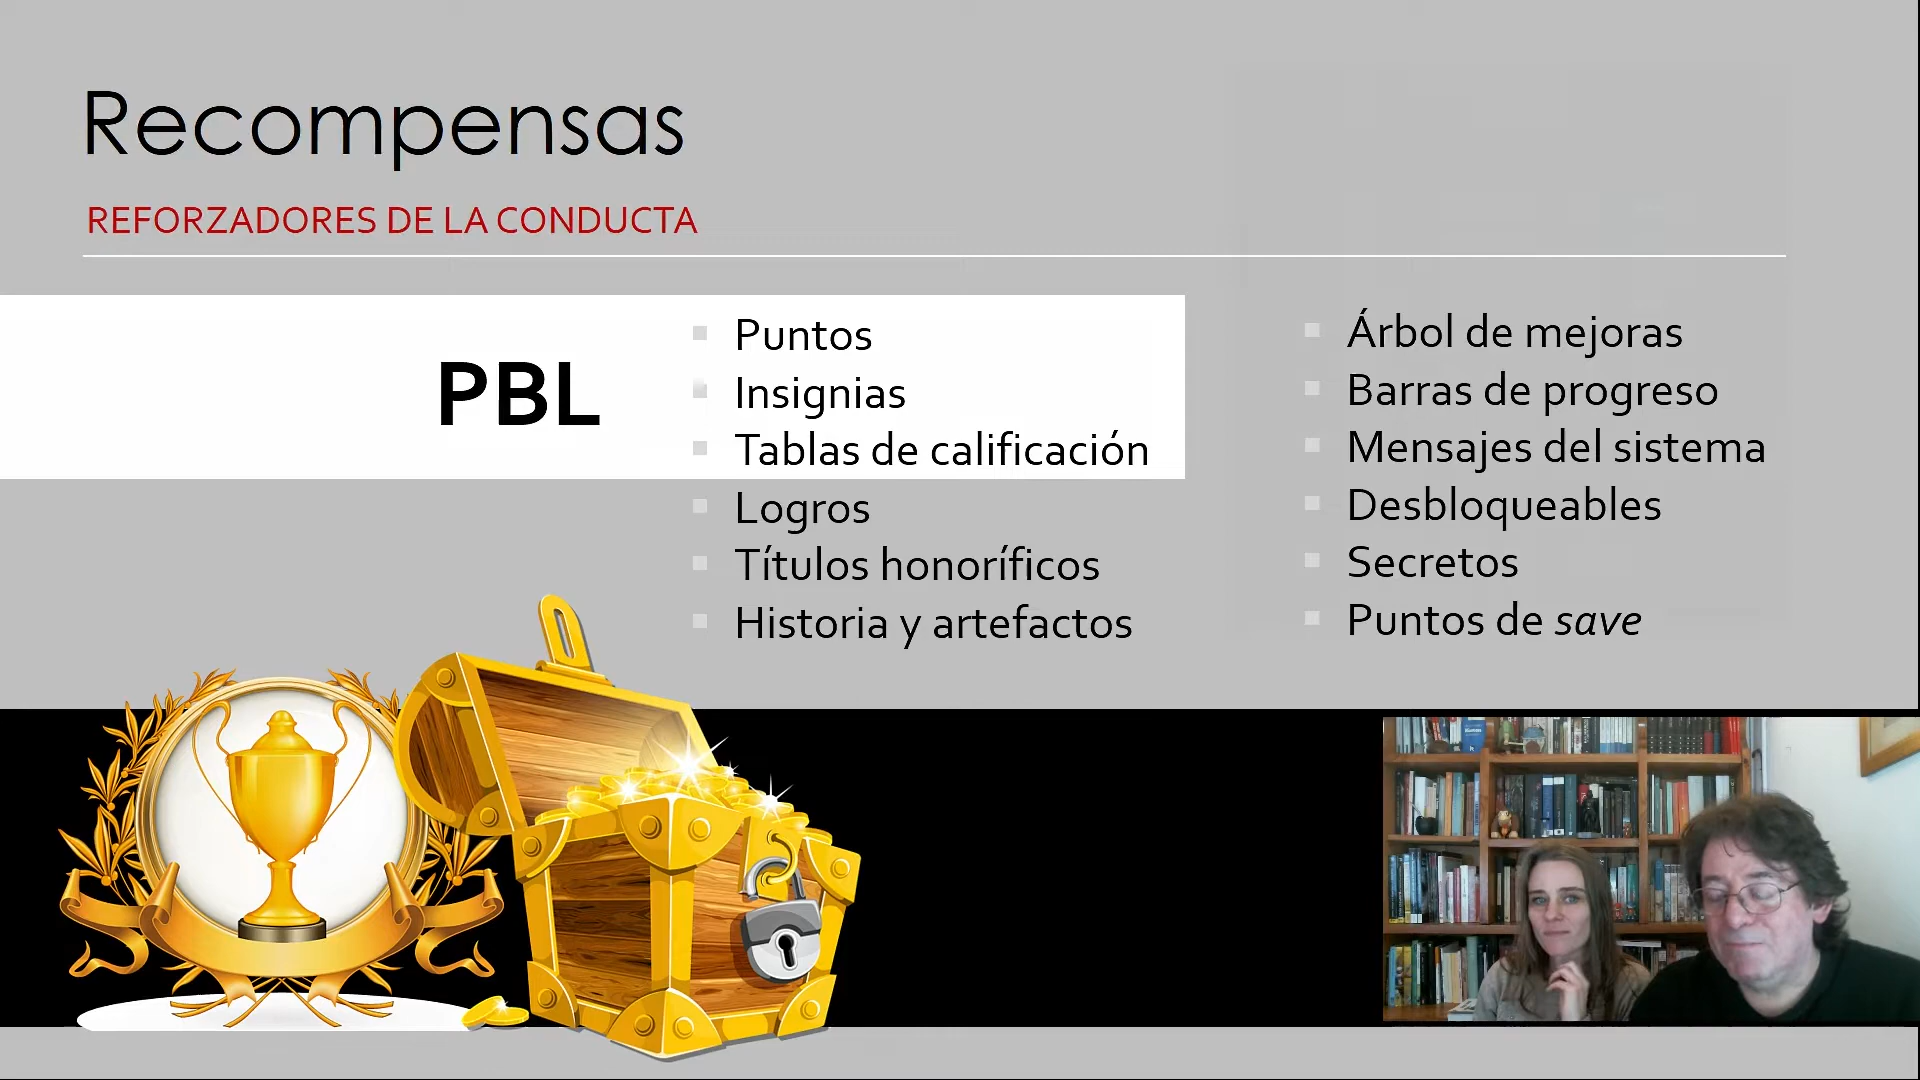 Recompensas
REFORZADORES DE LA CONDUCTA
PBL
Puntos
Insignias
Tablas de calificación
Logros
Títulos honoríficos
Historia y artefactos
Árbol de mejoras
Barras de progreso
Mensajes del sistema
Desbloqueables
Secretos
Puntos de save